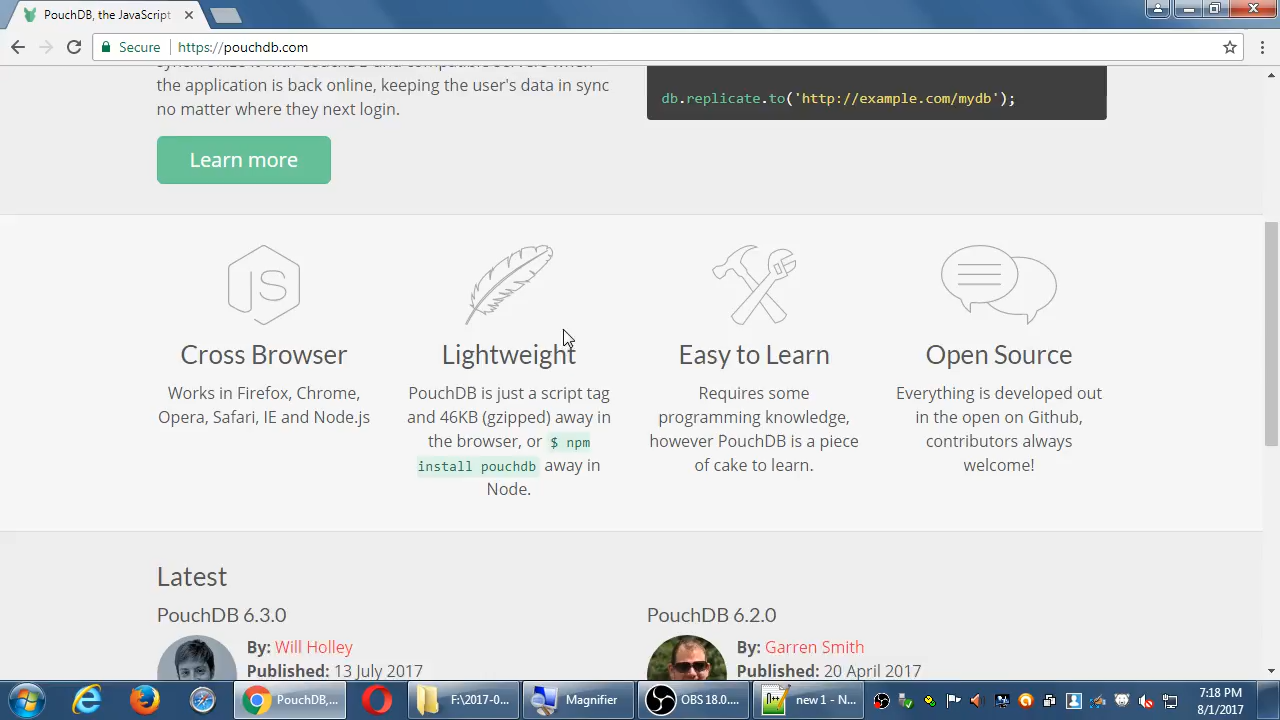 PouchDB, the JavaScript
Secure
https://pouchdb.com
the application is back online, keeping the user's data in sync
no matter where they next login.
db.replicate.to('http://example.com/mydb');
Learn more
JS
Cross Browser
Works in Firefox, Chrome,
Opera, Safari, IE and Node.js
Lightweight
PouchDB is just a script tag
and 46KB (gzipped) away in
the browser, or $ npm
install pouchdb away in
Node.
Easy to Learn
Requires some
programming knowledge,
however PouchDB is a piece
of cake to learn.
Open Source
Everything is developed out
in the open on Github,
contributors always
welcome!
Latest
PouchDB 6.3.0
By: Will Holley
Published: 13 July 2017
PouchDB 6.2.0
By: Garren Smith
Published: 20 April 2017
PouchDB,...
F:\2017-0...
Magnifier
OBS 18.0....
new 1 - N...
7:18 PM
8/1/2017